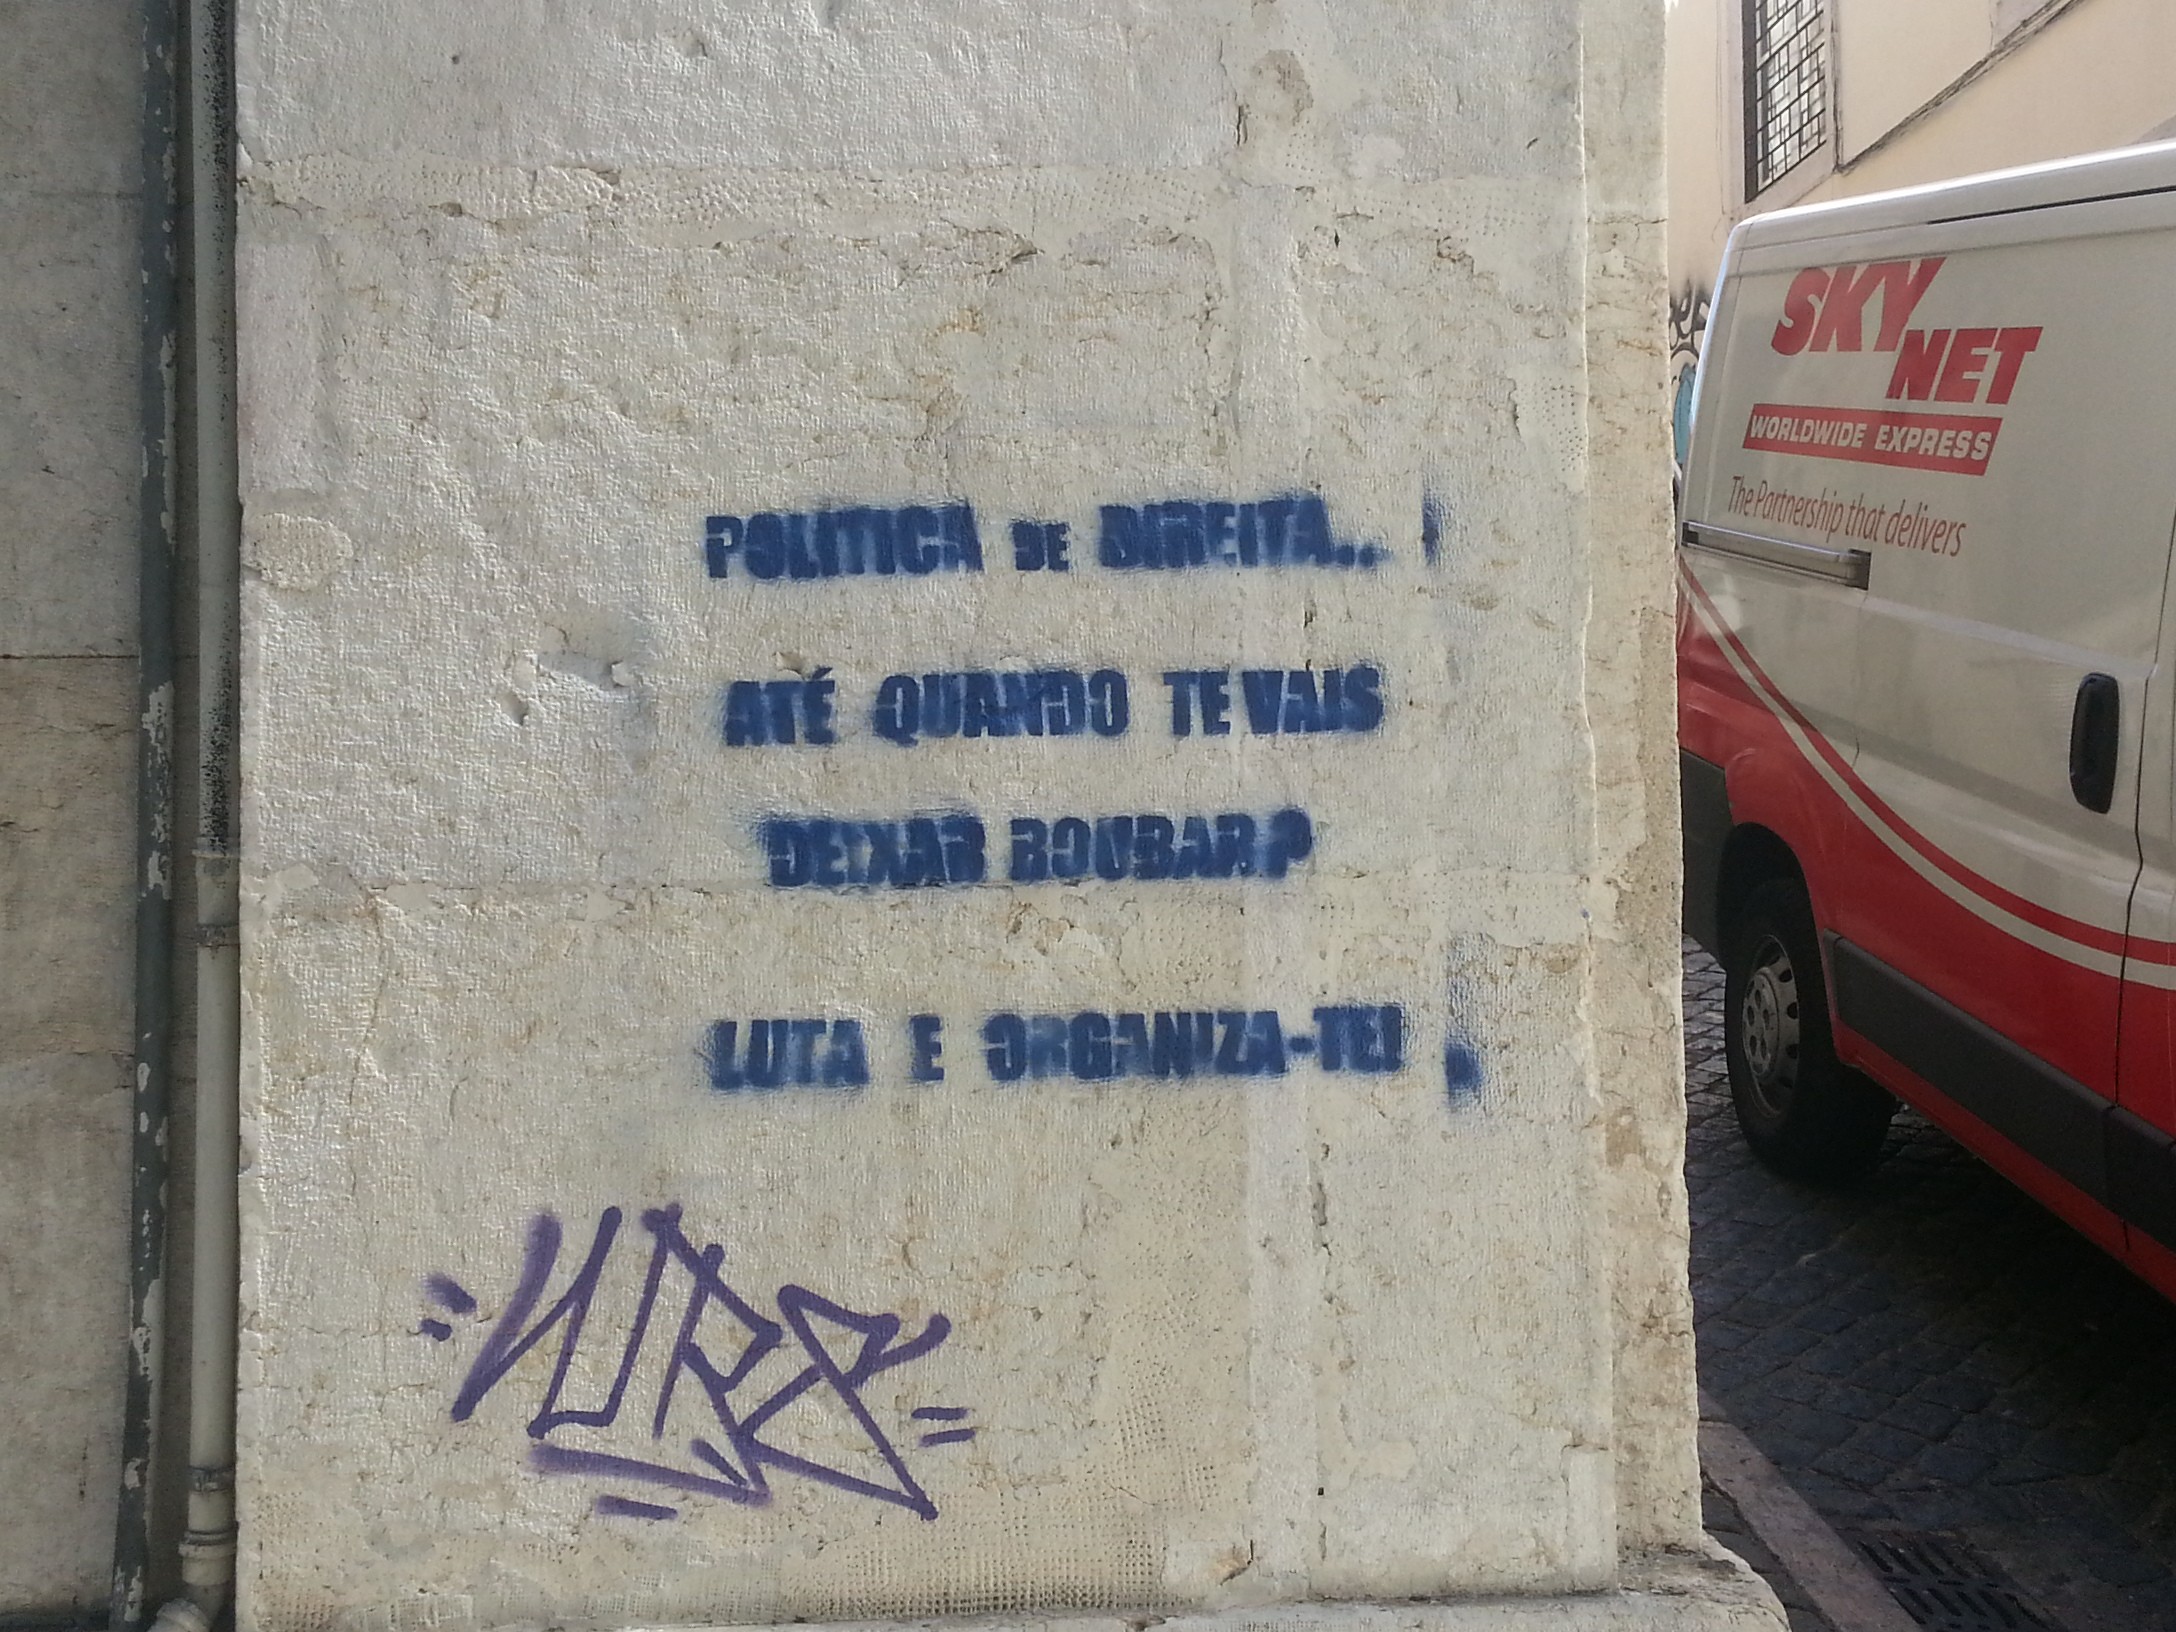 POLITICA DE DIREITA...
ATÉ QUANDO TE VAIS
DEIXAR ROUBAR?
LUTA E ORGANIZA-TE!
SKY
NET
WORLDWIDE EXPRESS
The Partnership that delivers